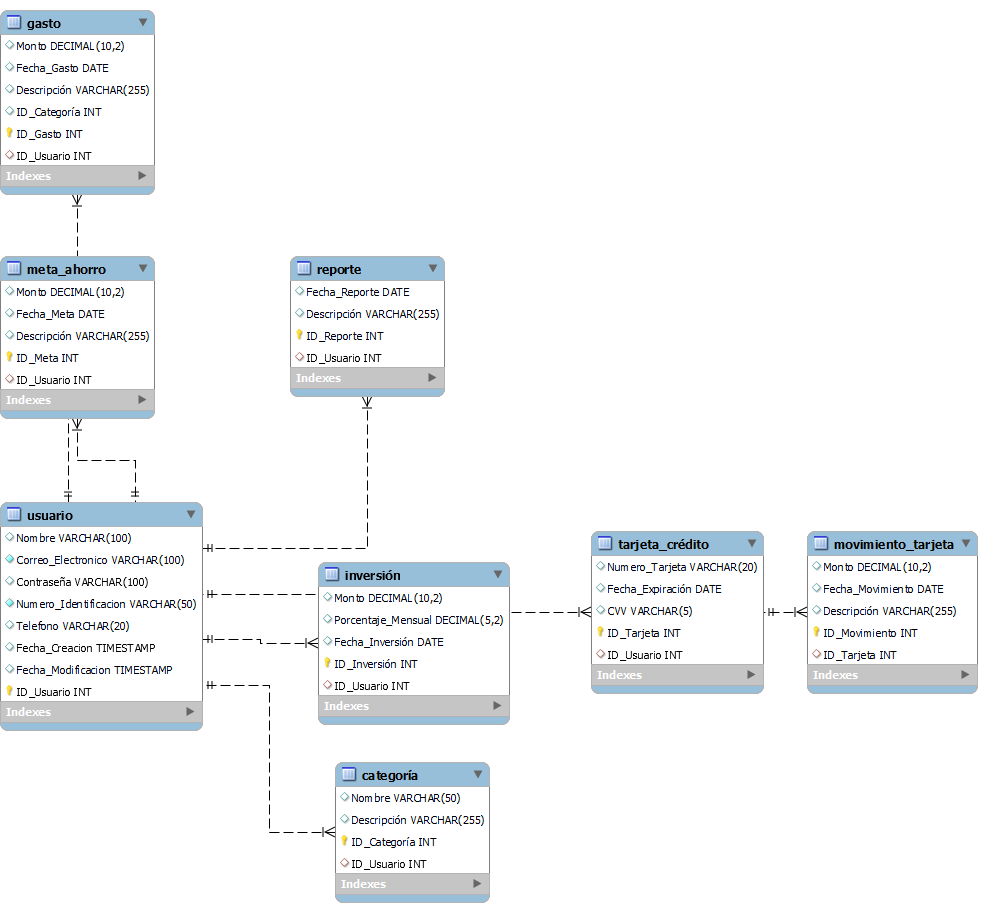 gasto
Monto DECIMAL(10,2)
Fecha_Gasto DATE
Descripción VARCHAR(255)
ID_Categoría INT
ID_Gasto INT
ID_Usuario INT
Indexes
meta_ahorro
Monto DECIMAL(10,2)
Fecha_Meta DATE
Descripción VARCHAR(255)
ID_Meta INT
ID_Usuario INT
Indexes
reporte
Fecha_Reporte DATE
Descripción VARCHAR(255)
ID_Reporte INT
ID_Usuario INT
Indexes
usuario
Nombre VARCHAR(100)
Correo_Electronico VARCHAR(100)
Contraseña VARCHAR(100)
Numero_Identificacion VARCHAR(50)
Telefono VARCHAR(20)
Fecha_Creacion TIMESTAMP
Fecha_Modificacion TIMESTAMP
ID_Usuario INT
Indexes
inversión
Monto DECIMAL(10,2)
Porcentaje_Mensual DECIMAL(5,2)
Fecha_Inversión DATE
ID_Inversión INT
ID_Usuario INT
Indexes
tarjeta_crédito
Numero_Tarjeta VARCHAR(20)
Fecha_Expiración DATE
CVV VARCHAR(5)
ID_Tarjeta INT
ID_Usuario INT
Indexes
movimiento_tarjeta
Monto DECIMAL(10,2)
Fecha_Movimiento DATE
Descripción VARCHAR(255)
ID_Movimiento INT
ID_Tarjeta INT
Indexes
categoría
Nombre VARCHAR(50)
Descripción VARCHAR(255)
ID_Categoría INT
ID_Usuario INT
Indexes